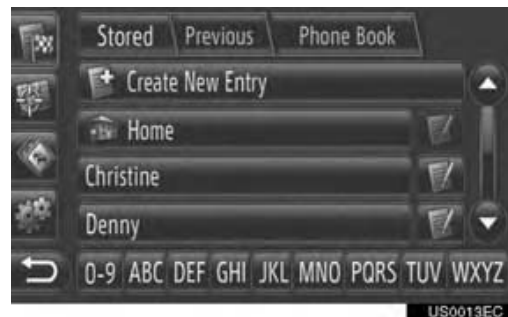 Stored Previous Phone Book
Create New Entry
Home
Christine
Denny
0-9 ABC DEF GHI JKL MNO PQRS TUV WXYZ
US0013EC